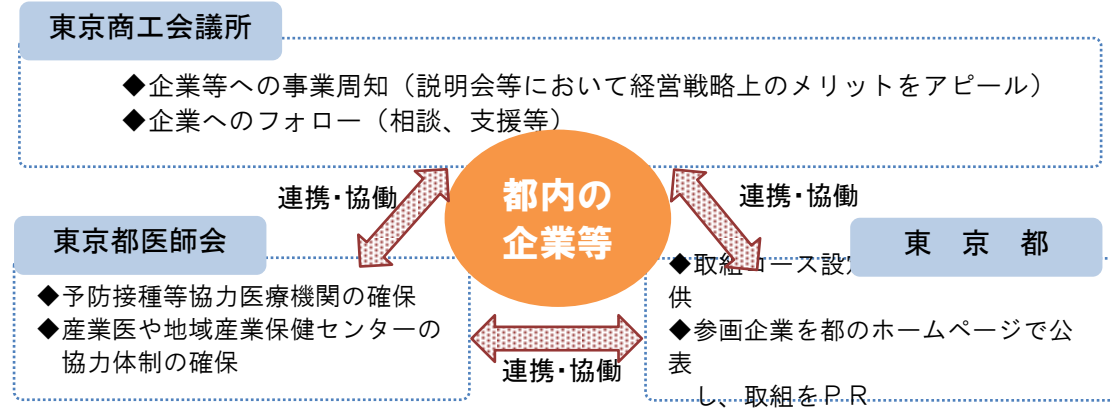 東京商工会議所
◆企業等への事業周知（説明会等において経営戦略上のメリットをアピール）
◆企業へのフォロー（相談、支援等）
都内の
企業等
連携・協働
連携・協働
東京都医師会
◆予防接種等協力医療機関の確保
◆産業医や地域産業保健センターの
協力体制の確保
東　京　都
◆取組コース設定
供
◆参画企業を都のホームページで公
表
し、取組をＰＲ
連携・協働